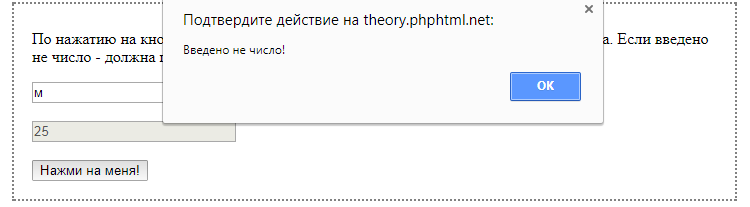 Подтвердите действие на theory.phphtml.net:
Введено не число!
OK
По нажатию на кно а. Если введено
не число - должна
м
25
Нажми на меня!